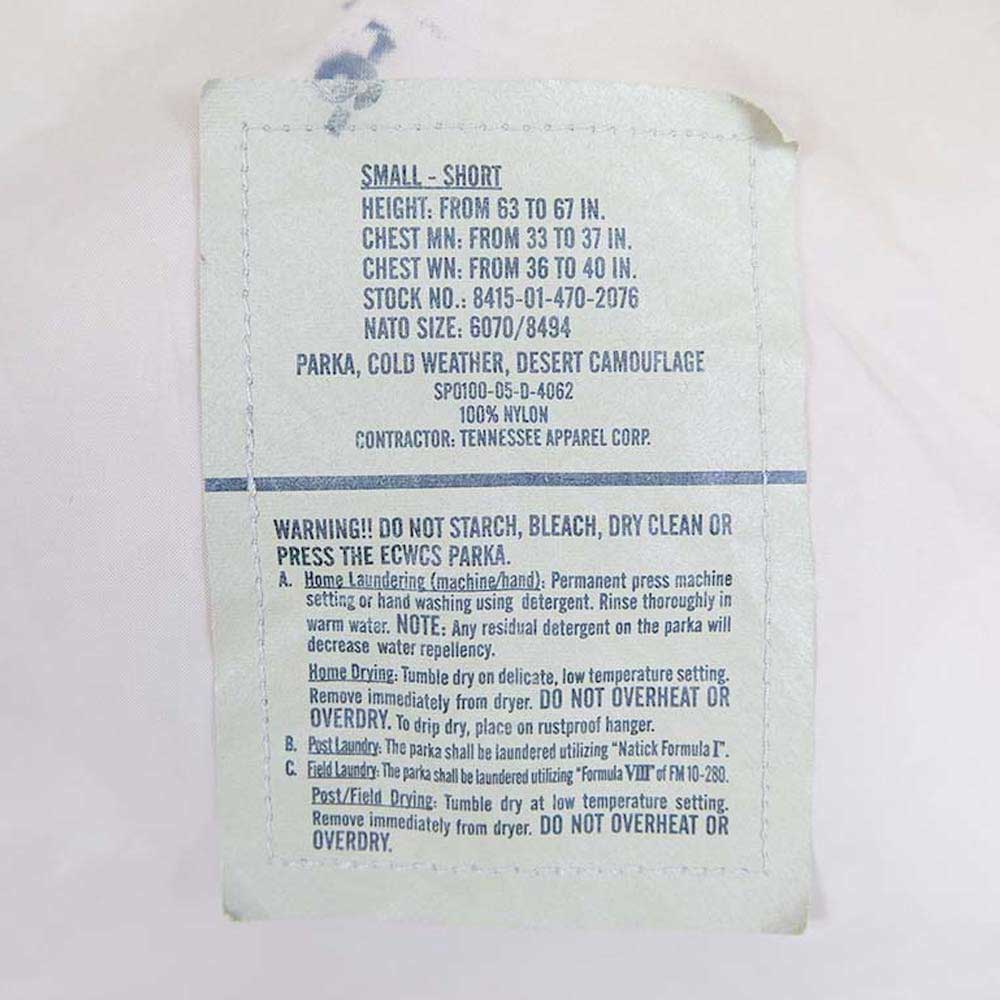 SMALL - SHORT
HEIGHT: FROM 63 TO 67 IN.
CHEST MN: FROM 33 TO 37 IN.
CHEST WN: FROM 36 TO 40 IN.
STOCK NO.: 8415-01-470-2076
NATO SIZE: 6070/8494
PARKA, COLD WEATHER, DESERT CAMOUFLAGE
SPO100-05-D-4062
100% NYLON
CONTRACTOR: TENNESSEE APPAREL CORP.
WARNING!! DO NOT STARCH, BLEACH, DRY CLEAN OR
PRESS THE ECWCS PARKA.
A. Home Laundering (machine/hand): Permanent press machine
setting or hand washing using detergent. Rinse thoroughly in
warm water. NOTE: Any residual detergent on the parka will
decrease water repellency.
Home Drying: Tumble dry on delicate, low temperature setting.
Remove immediately from dryer. DO NOT OVERHEAT OR
OVERDRY. To drip dry, place on rustproof hanger.
B. Post Laundry: The parka shall be laundered utilizing "Natick Formula I".
C. Field Laundry: The parka shall be laundered utilizing "Formula VIII" of FM 10-280.
Post/Field Drying: Tumble dry at low temperature setting.
Remove immediately from dryer. DO NOT OVERHEAT OR
OVERDRY.